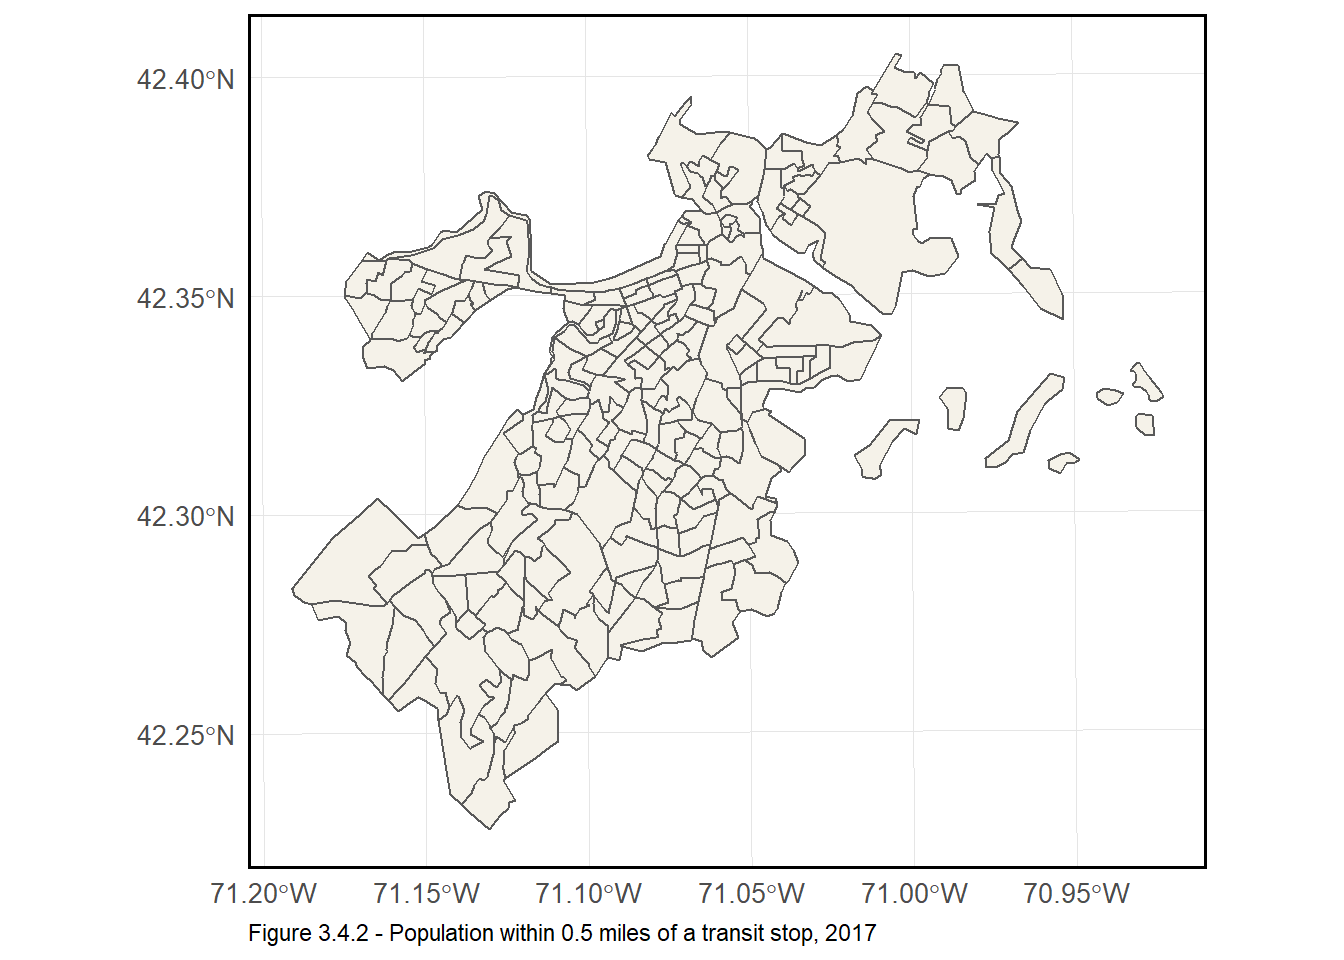 42.40°N
42.35°N
42.30°N
42.25°N
71.20°W 71.15°W 71.10°W 71.05°W 71.00°W 70.95°W
Figure 3.4.2 - Population within 0.5 miles of a transit stop, 2017